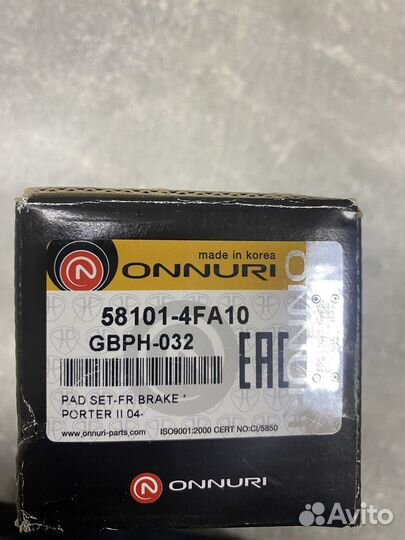 made in korea
ONNURI
ONNURI
58101-4FA10
GBPH-032
EAC
PAD SET-FR BRAKE *
PORTER II 04-
www.onnuri-parts.com ISO9001:2000 CERT NO:CI/5850
ONNURI
Avito